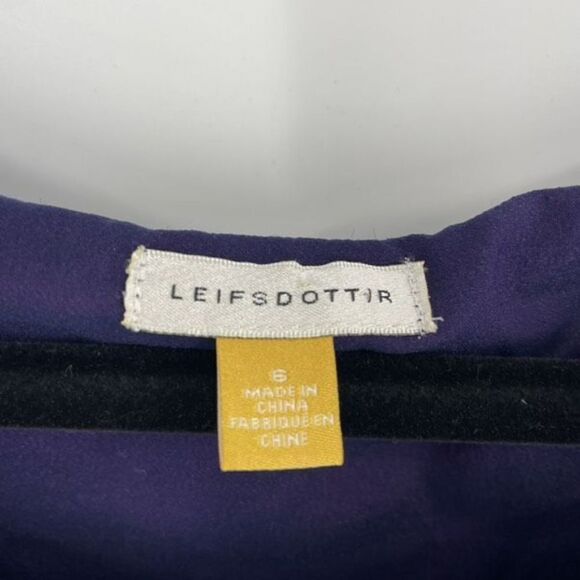 LEIFSDOTTIR
6
MADE IN
CHINA
FABRIQUE EN
CHINE